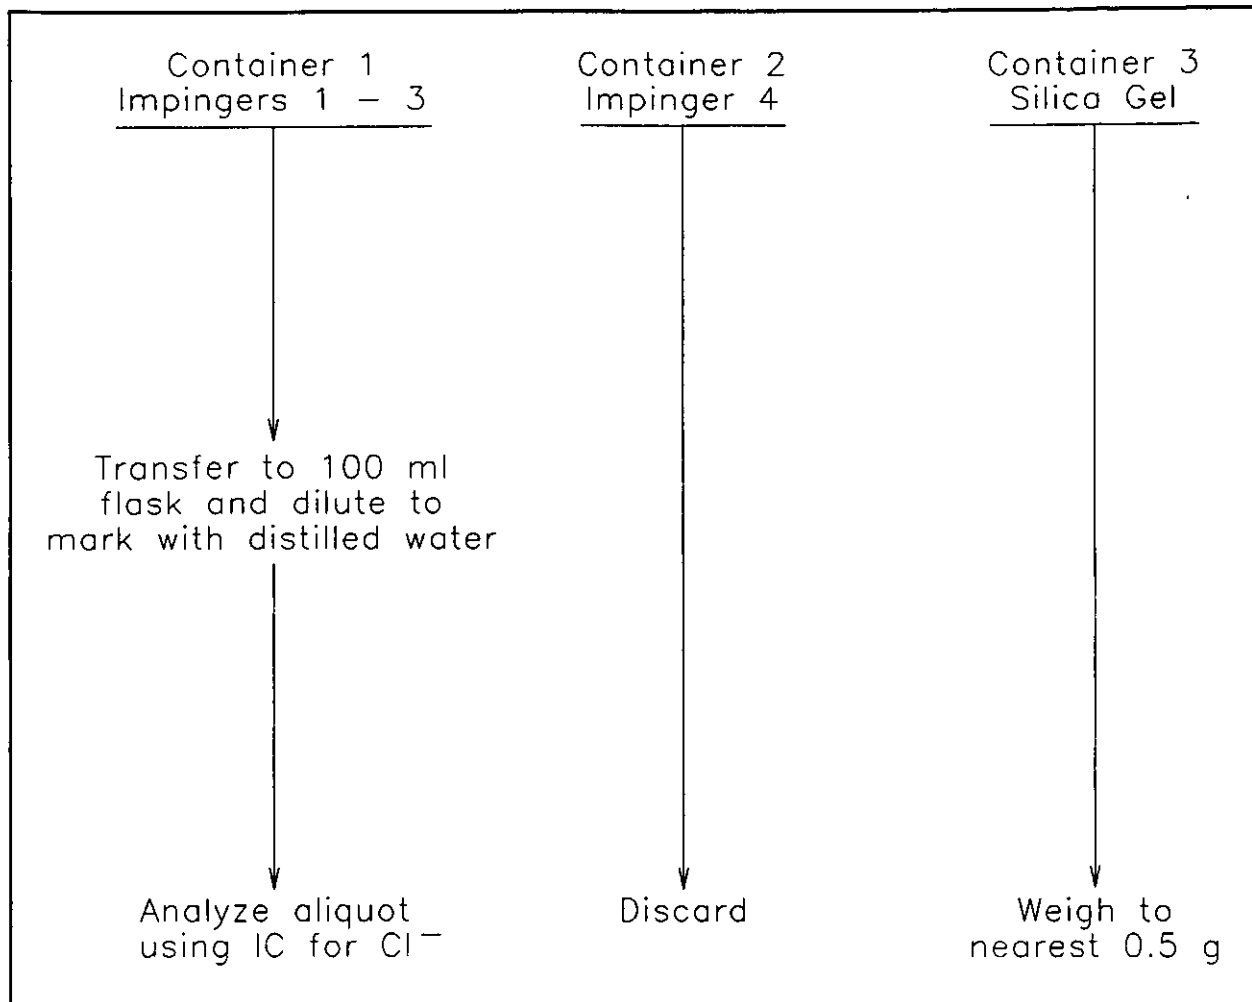 Container 1
Impingers 1 - 3
Container 2
Impinger 4
Container 3
Silica Gel
Transfer to 100 ml
flask and dilute to
mark with distilled water
Analyze aliquot
using IC for Cl⁻
Discard
Weigh to
nearest 0.5 g